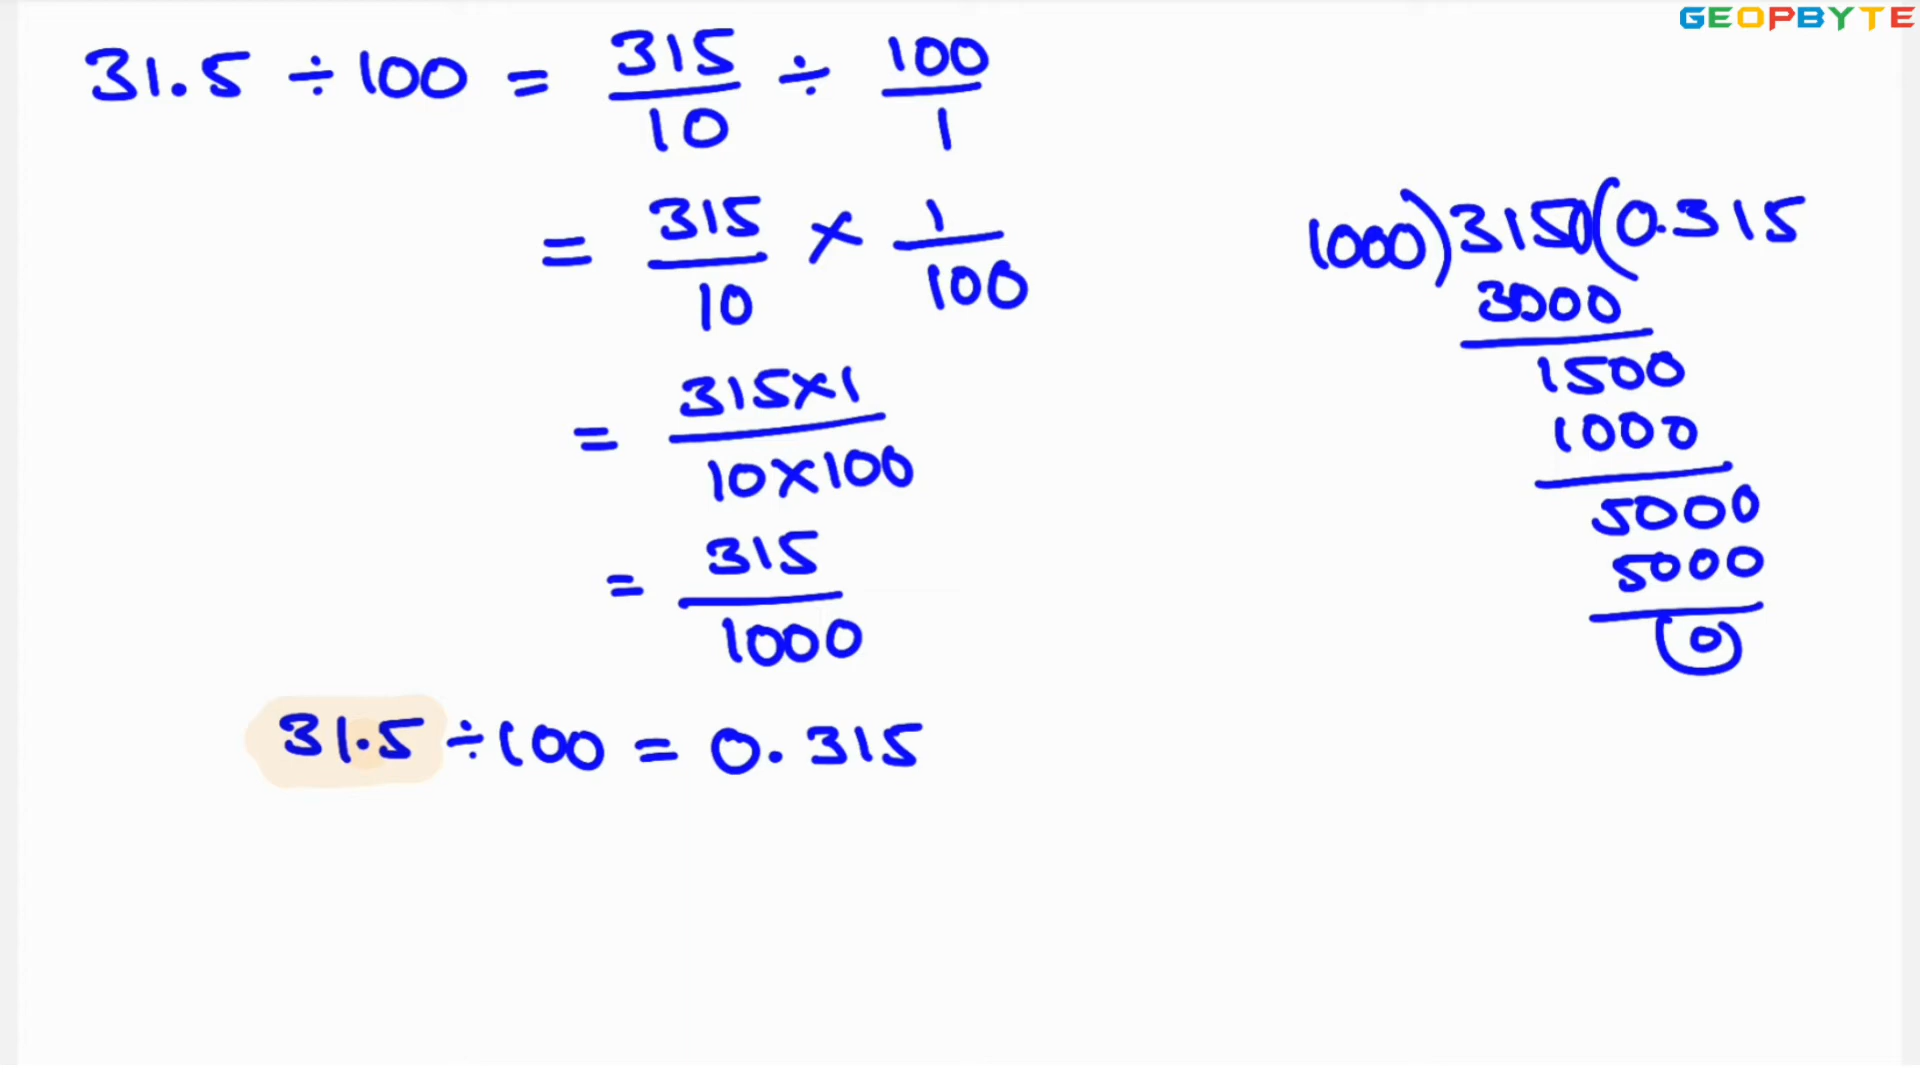 GEOPBYTE
31.5 ÷ 100 = 315/10 ÷ 100/1
= 315/10 × 1/100
= 315×1/10×100
= 315/1000
31.5 ÷ 100 = 0.315
1000)3150(0.315
3000
1500
1000
5000
5000
0